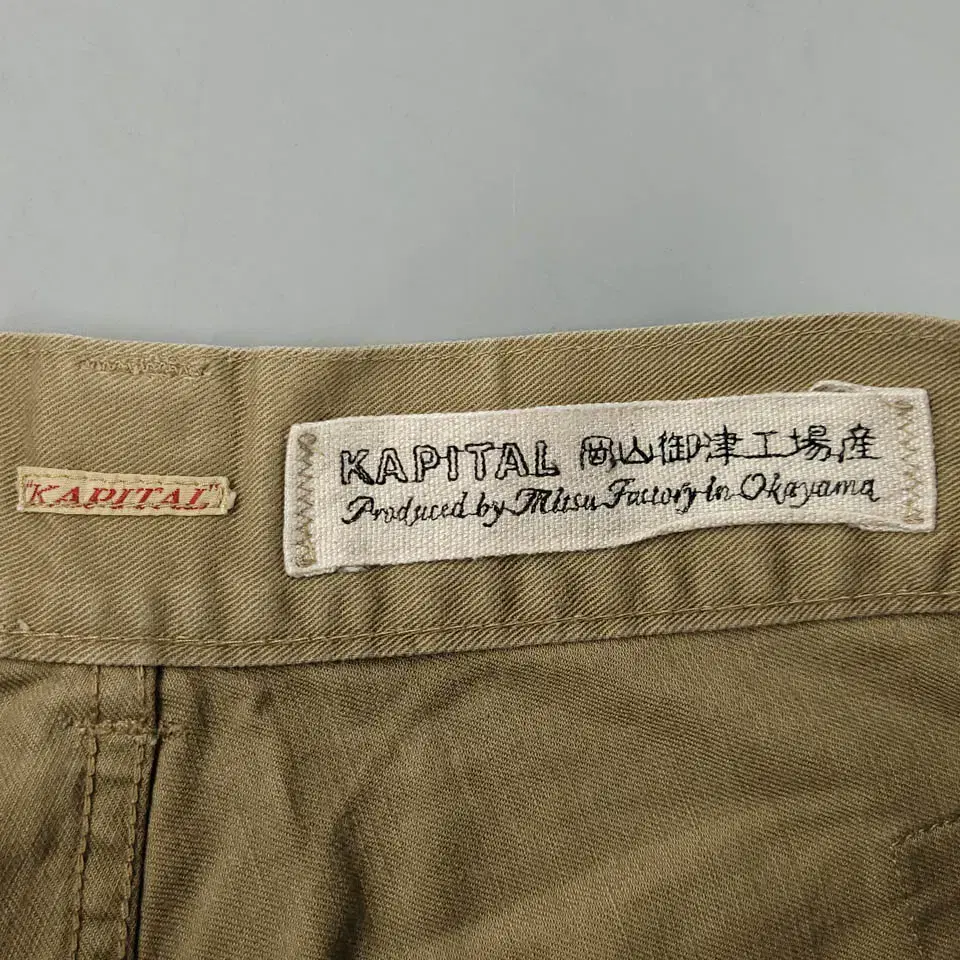 "KAPITAL"
KAPITAL 岡山御津工場産
Produced by Mitsu Factory In Okayama